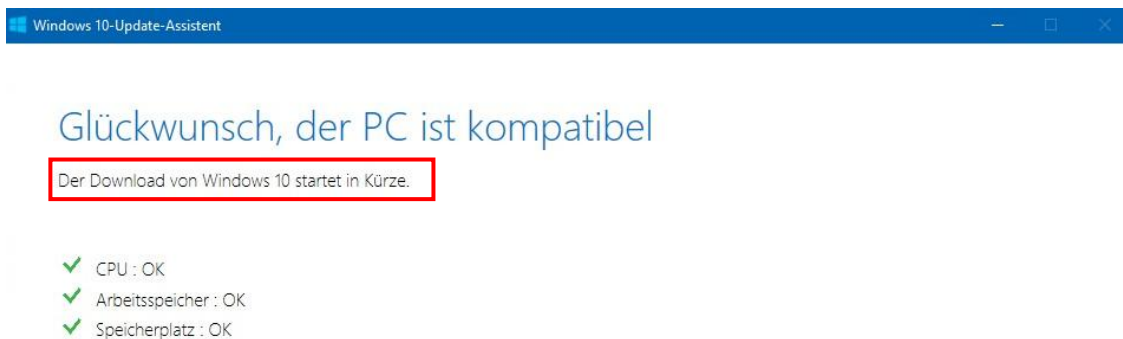 Windows 10-Update-Assistent
Glückwunsch, der PC ist kompatibel
Der Download von Windows 10 startet in Kürze.
CPU : OK
Arbeitsspeicher : OK
Speicherplatz : OK